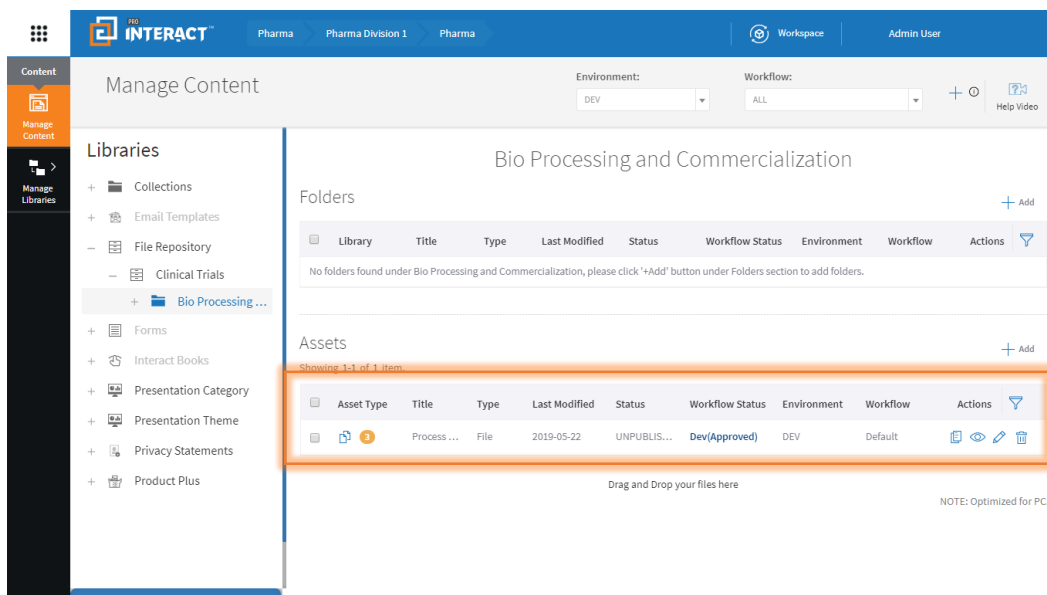 PRO
INTERACT™
Pharma Pharma Division 1 Pharma
Workspace
Admin User
Content
Manage Content
Manage Libraries
Manage Content
Environment:
DEV
Workflow:
ALL
Help Video
Libraries
+ Collections
+ Email Templates
– File Repository
– Clinical Trials
+ Bio Processing ...
+ Forms
+ Interact Books
+ Presentation Category
+ Presentation Theme
+ Privacy Statements
+ Product Plus
Bio Processing and Commercialization
Folders
+ Add
Library Title Type Last Modified Status Workflow Status Environment Workflow Actions
No folders found under Bio Processing and Commercialization, please click '+Add' button under Folders section to add folders.
Assets
+ Add
Showing 1-1 of 1 item.
Asset Type Title Type Last Modified Status Workflow Status Environment Workflow Actions
3 Process ... File 2019-05-22 UNPUBLIS... Dev(Approved) DEV Default
Drag and Drop your files here
NOTE: Optimized for PC